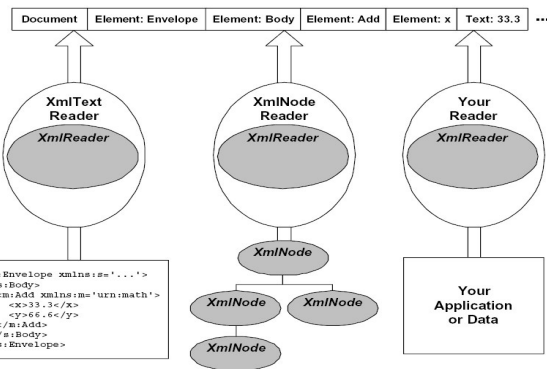 Document Element: Envelope Element: Body Element: Add Element: x Text: 33.3 ...
XmlText
Reader
XmlReader
XmlNode
Reader
XmlReader
Your
Reader
XmlReader
:Envelope xmlns:s='...'>
s:Body>
<m:Add xmlns:m='urn:math'>
<x>33.3</x>
<y>66.6</y>
</m:Add>
/s:Body>
s:Envelope>
XmlNode
XmlNode
XmlNode
XmlNode
Your
Application
or Data